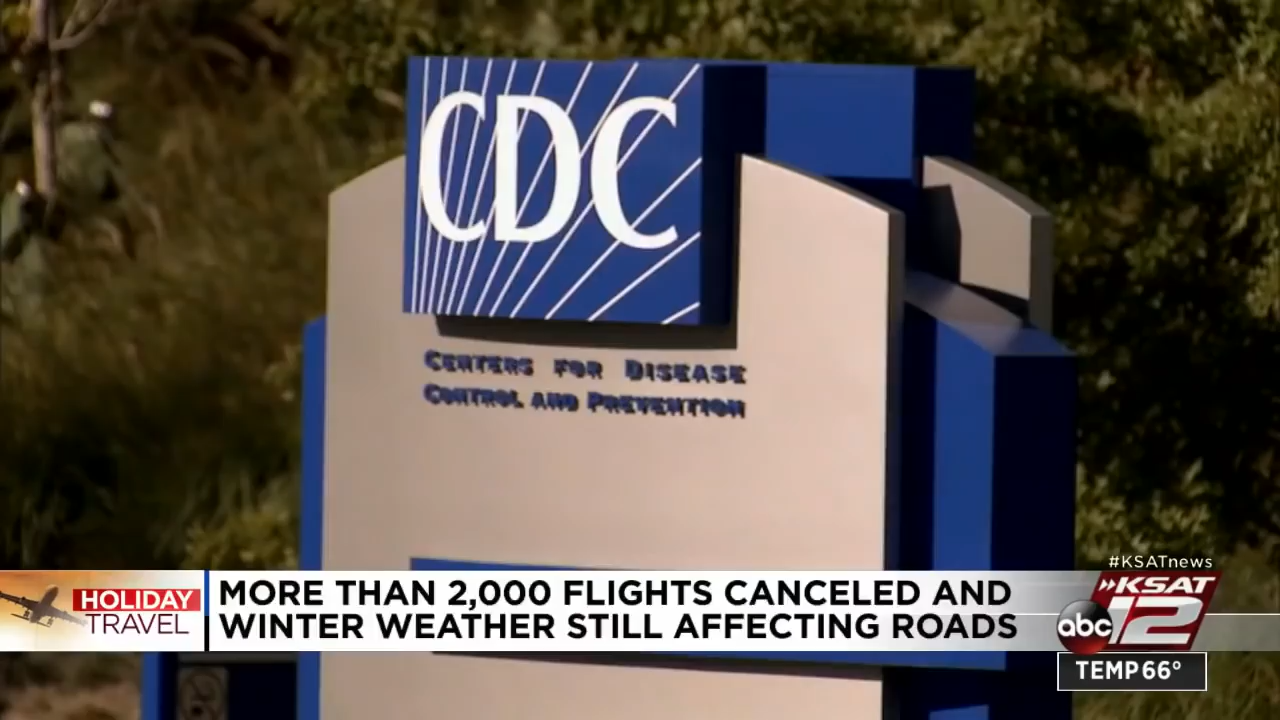 CDC
CENTERS FOR DISEASE
CONTROL AND PREVENTION
#KSATnews
HOLIDAY
TRAVEL
MORE THAN 2,000 FLIGHTS CANCELED AND
WINTER WEATHER STILL AFFECTING ROADS
KSAT
abc 12
TEMP 66°